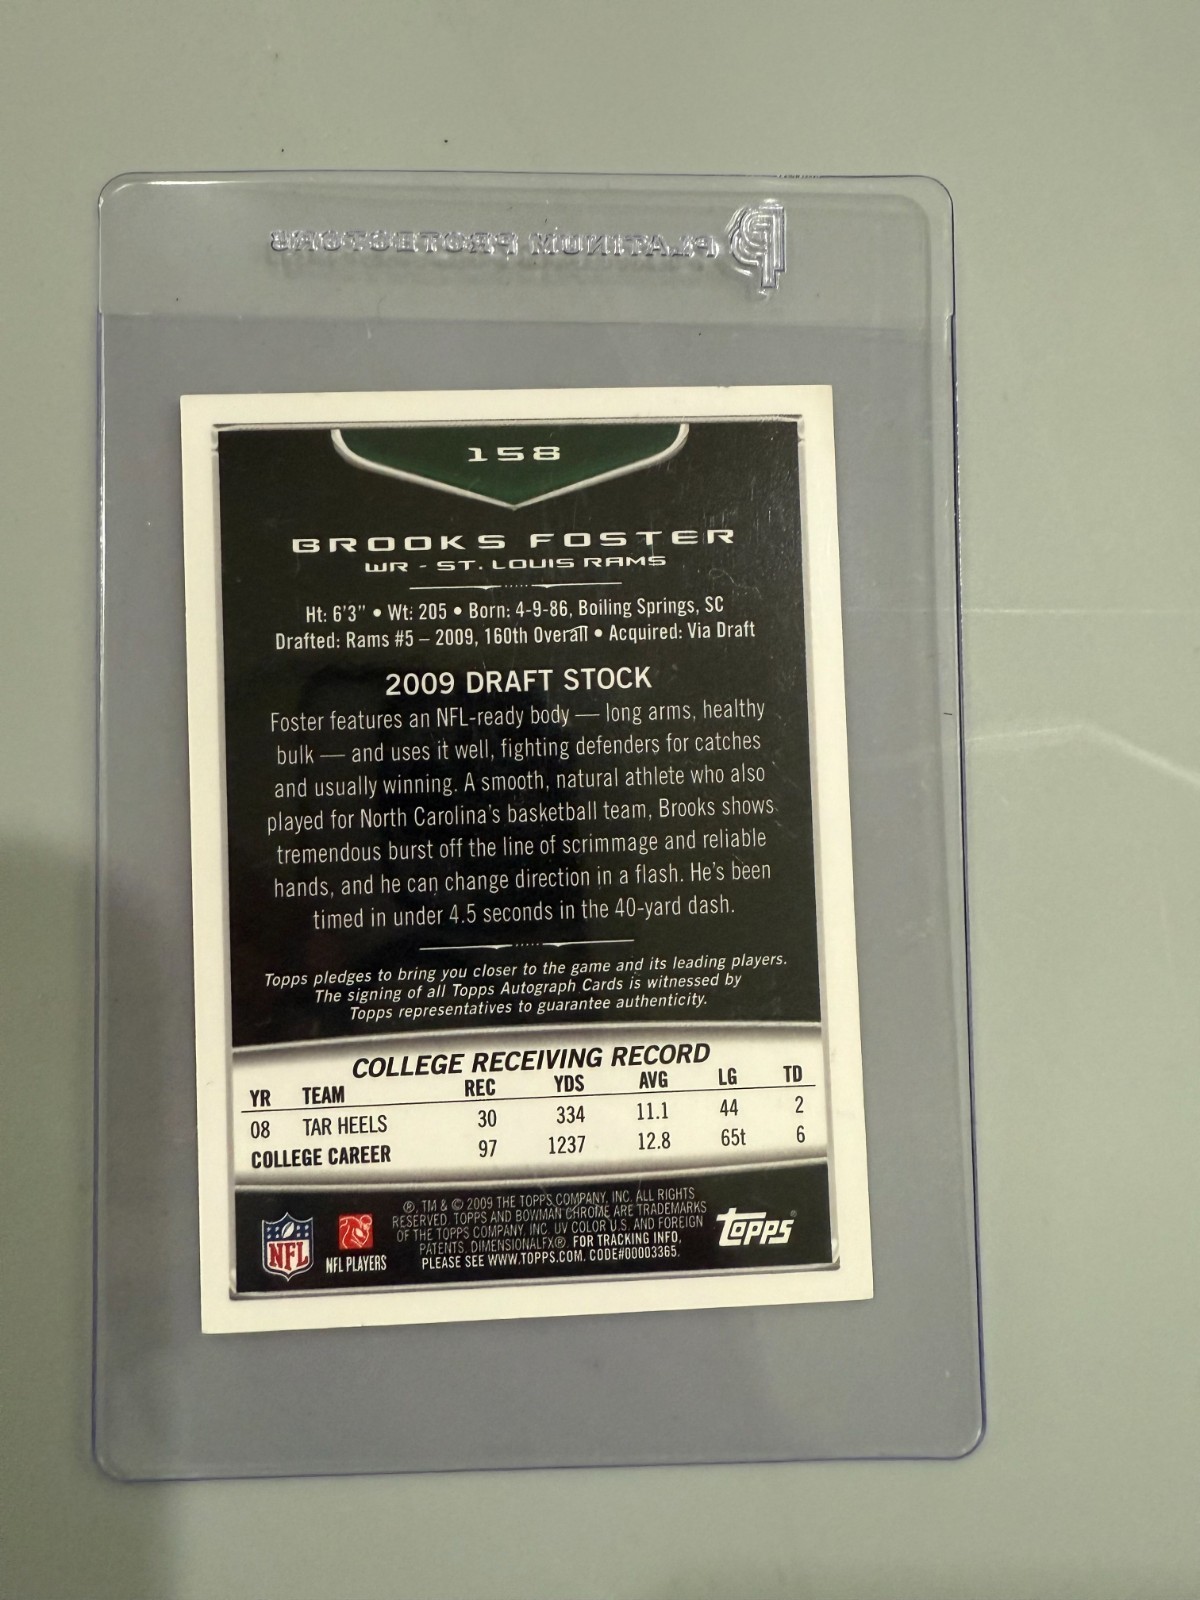 PLATINUM PROTECTORS
158
BROOKS FOSTER
WR - ST. LOUIS RAMS
Ht: 6'3" • Wt: 205 • Born: 4-9-86, Boiling Springs, SC
Drafted: Rams #5 – 2009, 160th Overall • Acquired: Via Draft
2009 DRAFT STOCK
Foster features an NFL-ready body — long arms, healthy
bulk — and uses it well, fighting defenders for catches
and usually winning. A smooth, natural athlete who also
played for North Carolina's basketball team, Brooks shows
tremendous burst off the line of scrimmage and reliable
hands, and he can change direction in a flash. He's been
timed in under 4.5 seconds in the 40-yard dash.
Topps pledges to bring you closer to the game and its leading players.
The signing of all Topps Autograph Cards is witnessed by
Topps representatives to guarantee authenticity.
COLLEGE RECEIVING RECORD
YR TEAM REC YDS AVG LG TD
08 TAR HEELS 30 334 11.1 44 2
COLLEGE CAREER 97 1237 12.8 65t 6
®, TM & © 2009 THE TOPPS COMPANY, INC. ALL RIGHTS
RESERVED. TOPPS AND BOWMAN CHROME ARE TRADEMARKS
OF THE TOPPS COMPANY, INC. UV COLOR U.S. AND FOREIGN
PATENTS. DIMENSIONALFX®. FOR TRACKING INFO,
PLEASE SEE WWW.TOPPS.COM. CODE#00003365.
NFL
NFL PLAYERS
topps®